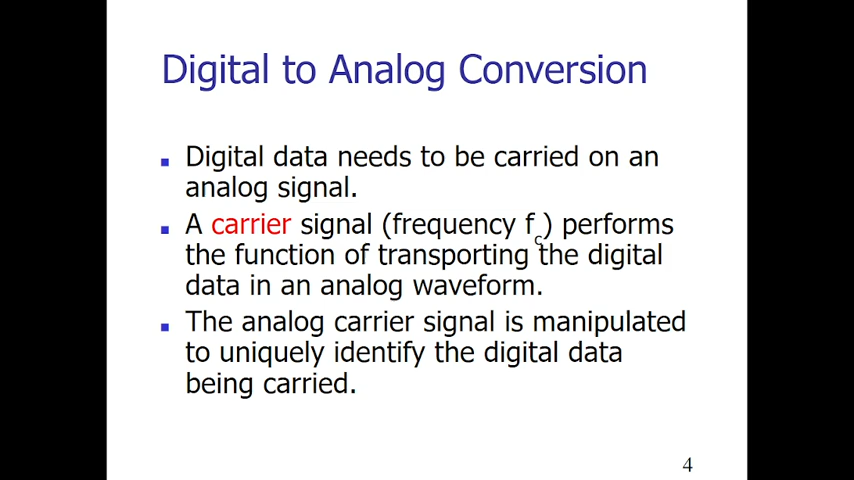 Digital to Analog Conversion
Digital data needs to be carried on an
analog signal.
A carrier signal (frequency fc) performs
the function of transporting the digital
data in an analog waveform.
The analog carrier signal is manipulated
to uniquely identify the digital data
being carried.
4